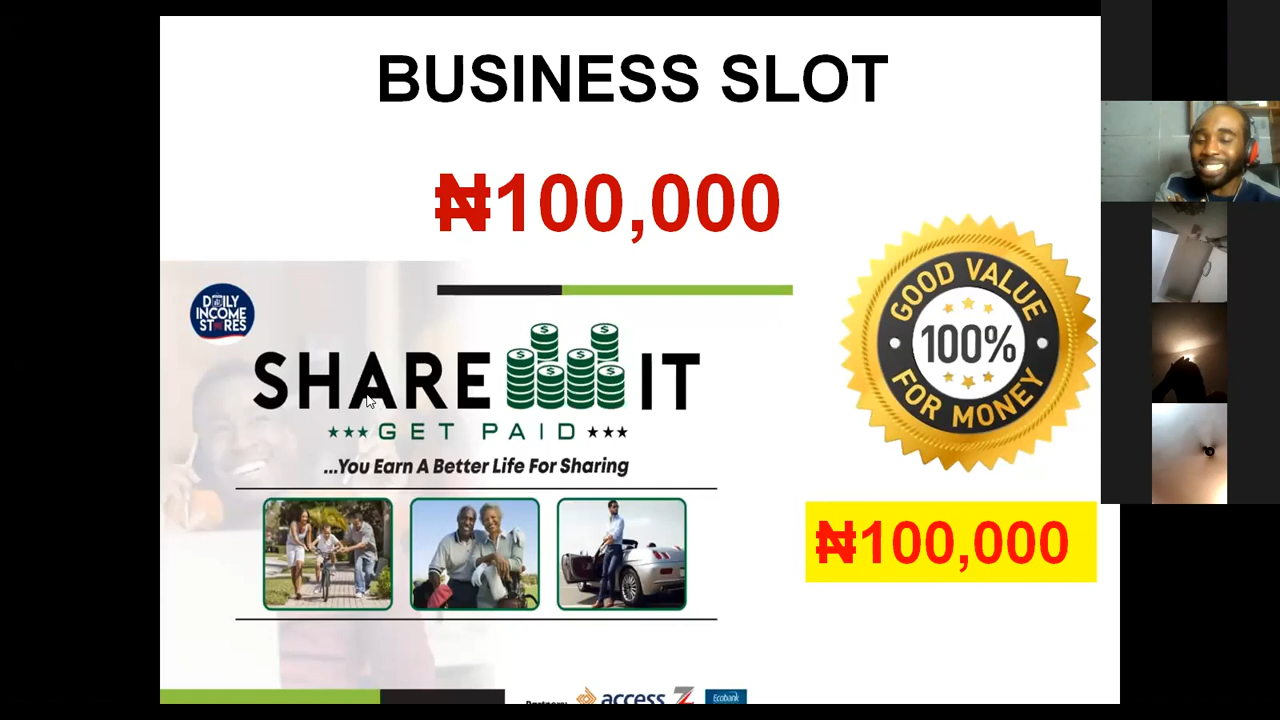 BUSINESS SLOT
₦100,000
DAILY
INCOME
STORES
SHARE IT
GET PAID
...You Earn A Better Life For Sharing
GOOD VALUE
100%
FOR MONEY
₦100,000
Partners:
access
Ecobank